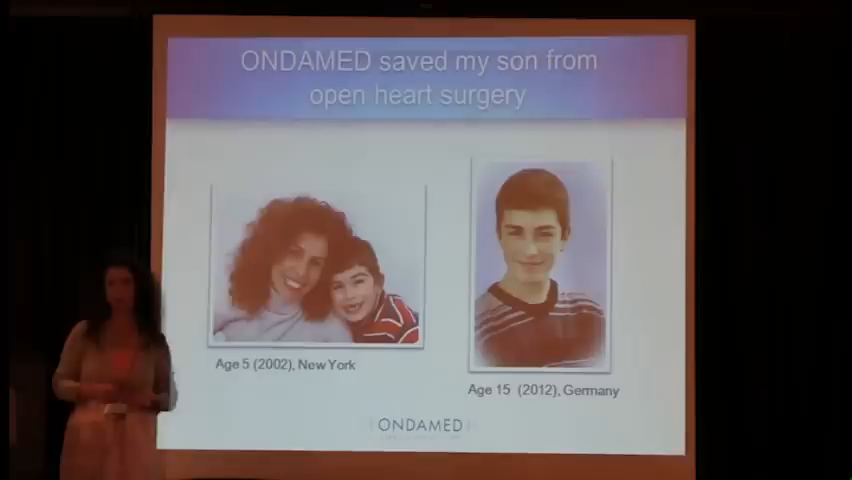 ONDAMED saved my son from
open heart surgery
Age 5 (2002), New York
Age 15 (2012), Germany
ONDAMED